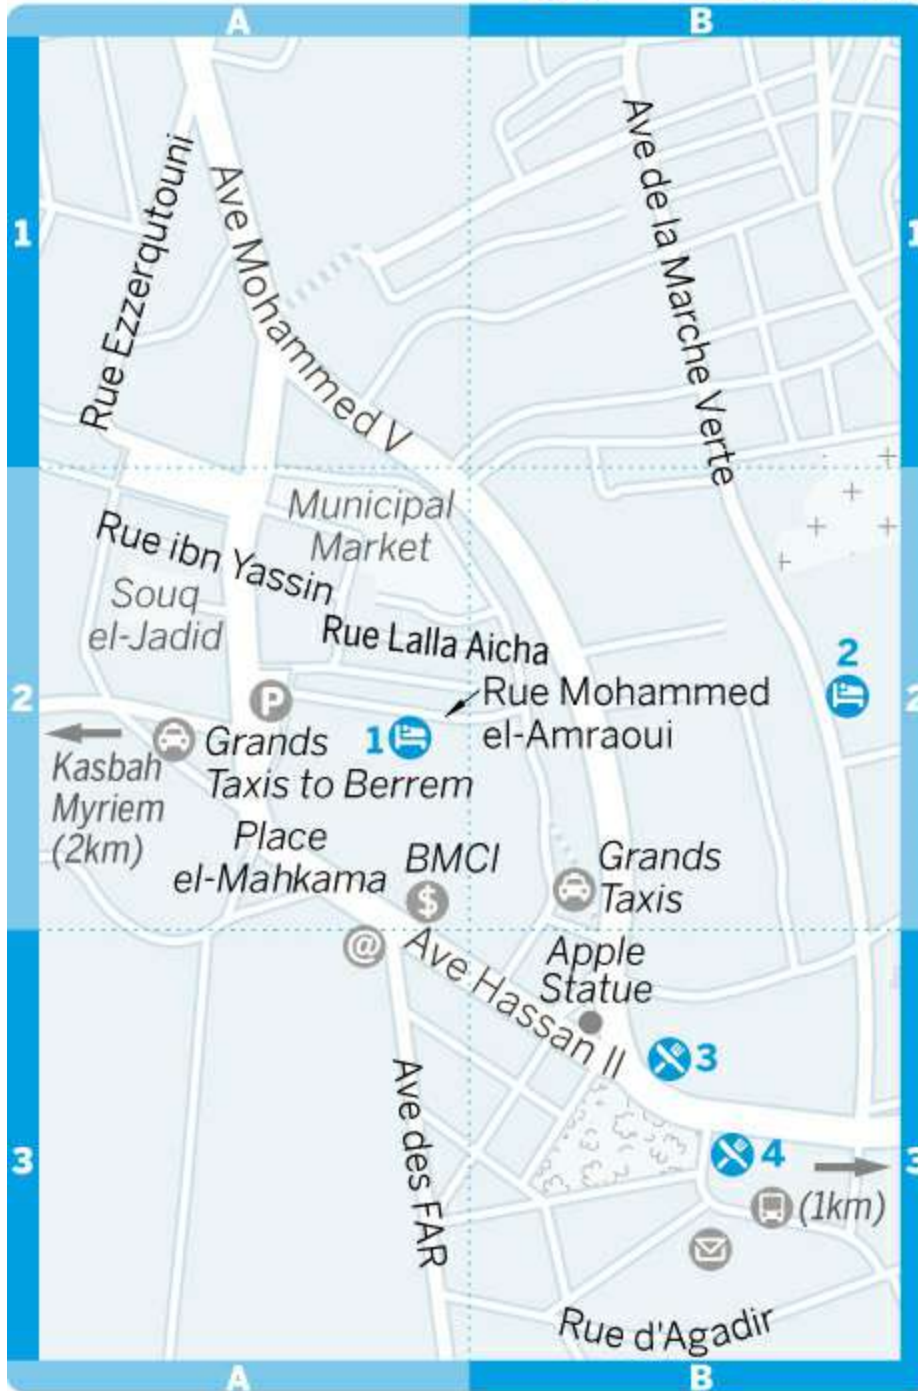 A
B
1
1
Rue Ezzerqutouni
Ave Mohammed V
Ave de la Marche Verte
Municipal
Market
Rue ibn Yassin
Souq
el-Jadid
Rue Lalla Aicha
2
2
2
P
Rue Mohammed
el-Amraoui
1
Grands
Taxis to Berrem
Kasbah
Myriem
(2km)
Place
el-Mahkama
BMCI
$
Grands
Taxis
@
Ave Hassan II
Apple
Statue
3
Ave des FAR
3
3
4
(1km)
Rue d'Agadir
A
B